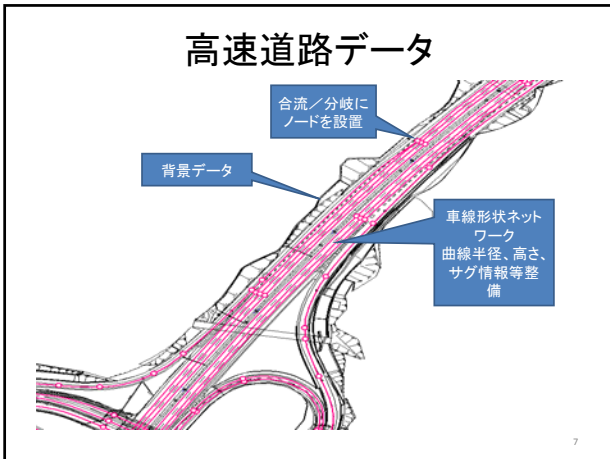 高速道路データ
合流／分岐に
ノードを設置
背景データ
車線形状ネット
ワーク
曲線半径、高さ、
サグ情報等整
備
7